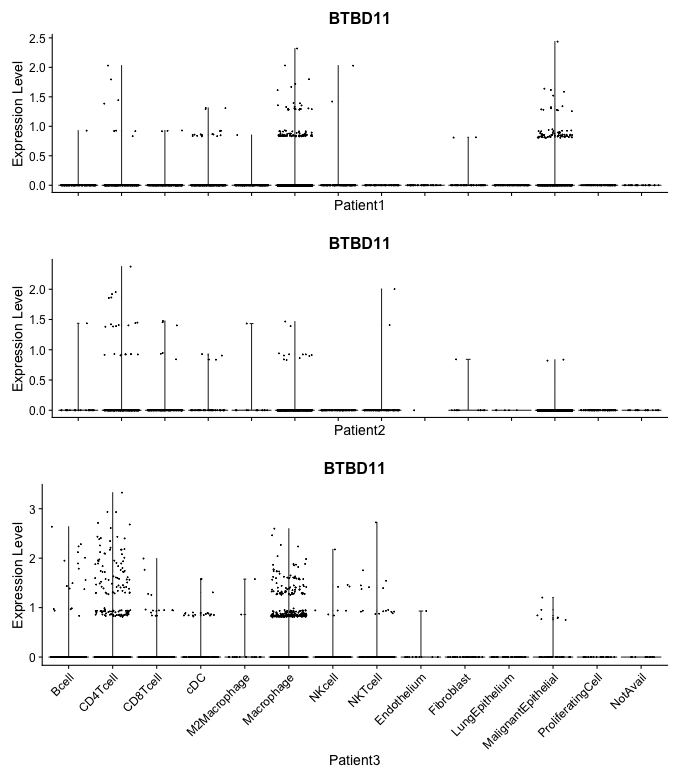 BTBD11
Expression Level
2.5
2.0
1.5
1.0
0.5
0.0
Patient1
BTBD11
Expression Level
2.0
1.5
1.0
0.5
0.0
Patient2
BTBD11
Expression Level
3
2
1
0
Bcell
CD4Tcell
CD8Tcell
cDC
M2Macrophage
Macrophage
NKcell
NKTcell
Endothelium
Fibroblast
LungEpithelium
MalignantEpithelial
ProliferatingCell
NotAvail
Patient3